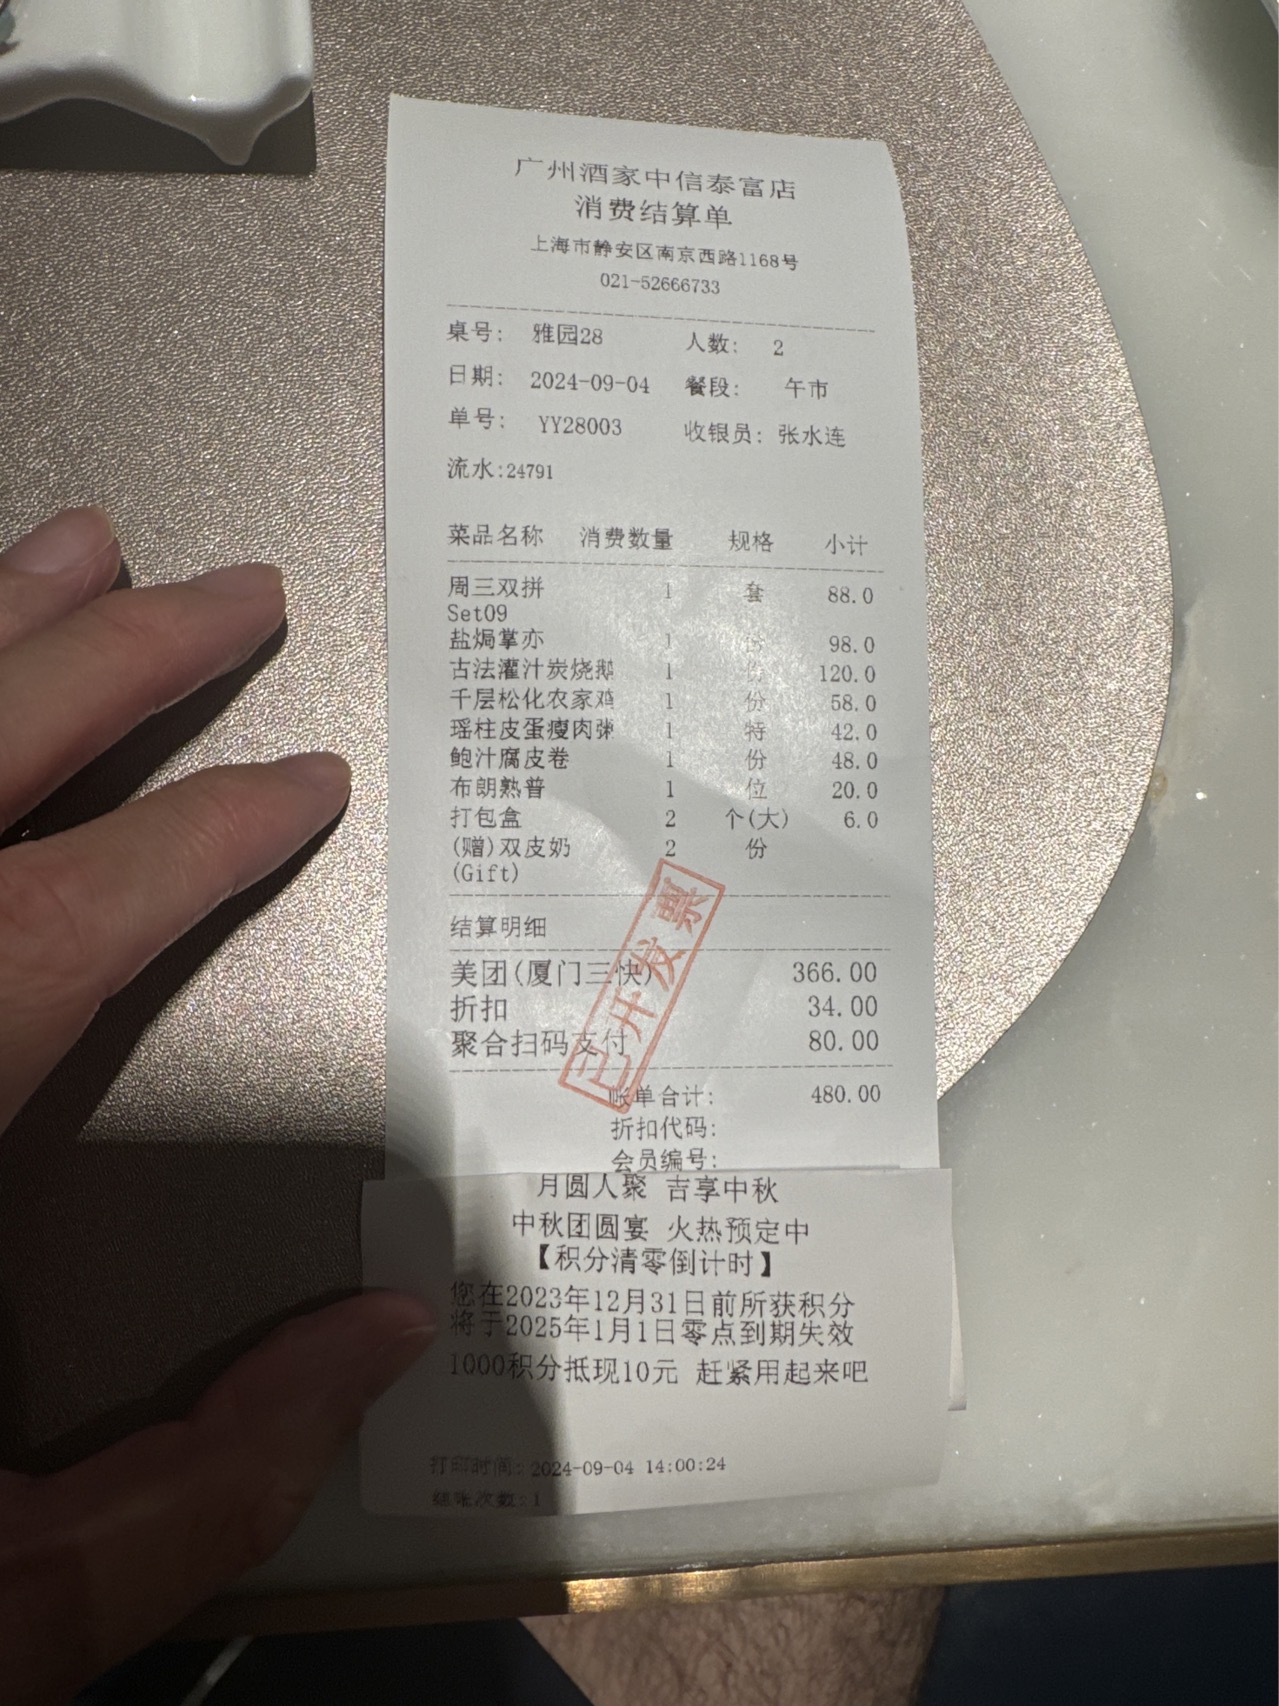 广州酒家中信泰富店
消费结算单
上海市静安区南京西路1168号
021-52666733
桌号: 雅园28 人数: 2
日期: 2024-09-04 餐段: 午市
单号: YY28003 收银员: 张水连
流水:24791
菜品名称 消费数量 规格 小计
周三双拼 1 套 88.0
Set09
盐焗掌亦 1 份 98.0
古法灌汁炭烧鹅 1 份 120.0
千层松化农家鸡 1 份 58.0
瑶柱皮蛋瘦肉粥 1 特 42.0
鲍汁腐皮卷 1 份 48.0
布朗熟普 1 位 20.0
打包盒 2 个(大) 6.0
(赠)双皮奶 2 份
(Gift)
结算明细
美团(厦门三快) 366.00
折扣 34.00
聚合扫码支付 80.00
已开发票
账单合计: 480.00
折扣代码:
会员编号:
月圆人聚 吉享中秋
中秋团圆宴 火热预定中
【积分清零倒计时】
您在2023年12月31日前所获积分
将于2025年1月1日零点到期失效
1000积分抵现10元 赶紧用起来吧
打印时间: 2024-09-04 14:00:24
结账次数: 1